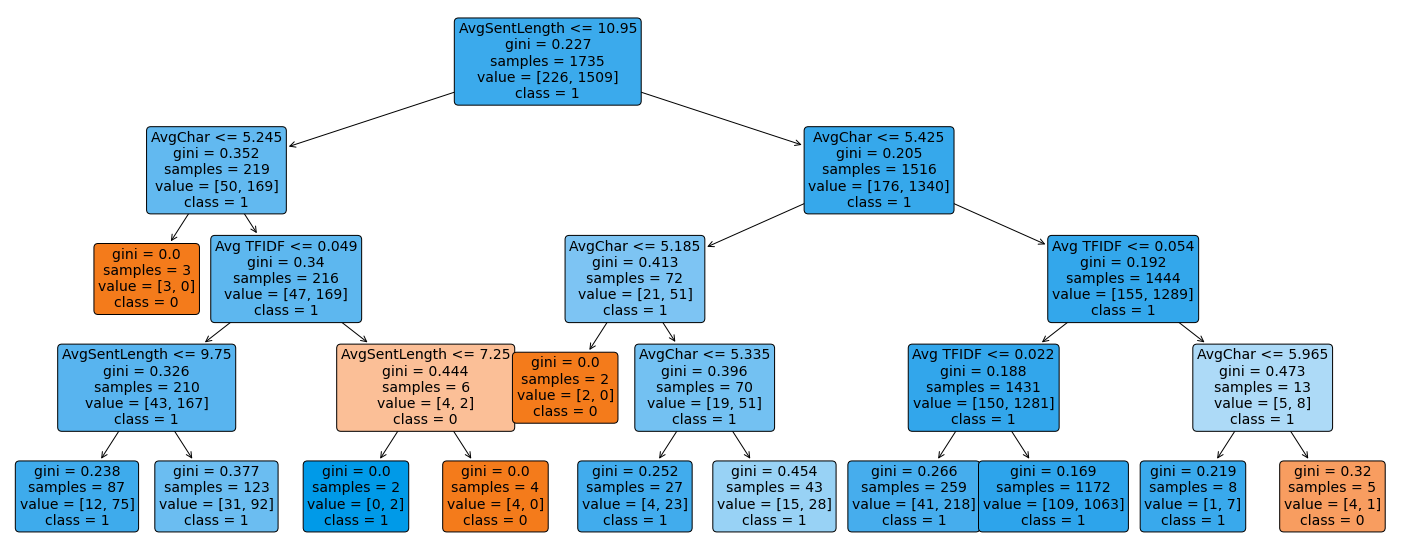 AvgSentLength <= 10.95
gini = 0.227
samples = 1735
value = [226, 1509]
class = 1
AvgChar <= 5.245
gini = 0.352
samples = 219
value = [50, 169]
class = 1
AvgChar <= 5.425
gini = 0.205
samples = 1516
value = [176, 1340]
class = 1
gini = 0.0
samples = 3
value = [3, 0]
class = 0
Avg TFIDF <= 0.049
gini = 0.34
samples = 216
value = [47, 169]
class = 1
AvgChar <= 5.185
gini = 0.413
samples = 72
value = [21, 51]
class = 1
Avg TFIDF <= 0.054
gini = 0.192
samples = 1444
value = [155, 1289]
class = 1
AvgSentLength <= 9.75
gini = 0.326
samples = 210
value = [43, 167]
class = 1
AvgSentLength <= 7.25
gini = 0.444
samples = 6
value = [4, 2]
class = 0
gini = 0.0
samples = 2
value = [2, 0]
class = 0
AvgChar <= 5.335
gini = 0.396
samples = 70
value = [19, 51]
class = 1
Avg TFIDF <= 0.022
gini = 0.188
samples = 1431
value = [150, 1281]
class = 1
AvgChar <= 5.965
gini = 0.473
samples = 13
value = [5, 8]
class = 1
gini = 0.238
samples = 87
value = [12, 75]
class = 1
gini = 0.377
samples = 123
value = [31, 92]
class = 1
gini = 0.0
samples = 2
value = [0, 2]
class = 1
gini = 0.0
samples = 4
value = [4, 0]
class = 0
gini = 0.252
samples = 27
value = [4, 23]
class = 1
gini = 0.454
samples = 43
value = [15, 28]
class = 1
gini = 0.266
samples = 259
value = [41, 218]
class = 1
gini = 0.169
samples = 1172
value = [109, 1063]
class = 1
gini = 0.219
samples = 8
value = [1, 7]
class = 1
gini = 0.32
samples = 5
value = [4, 1]
class = 0